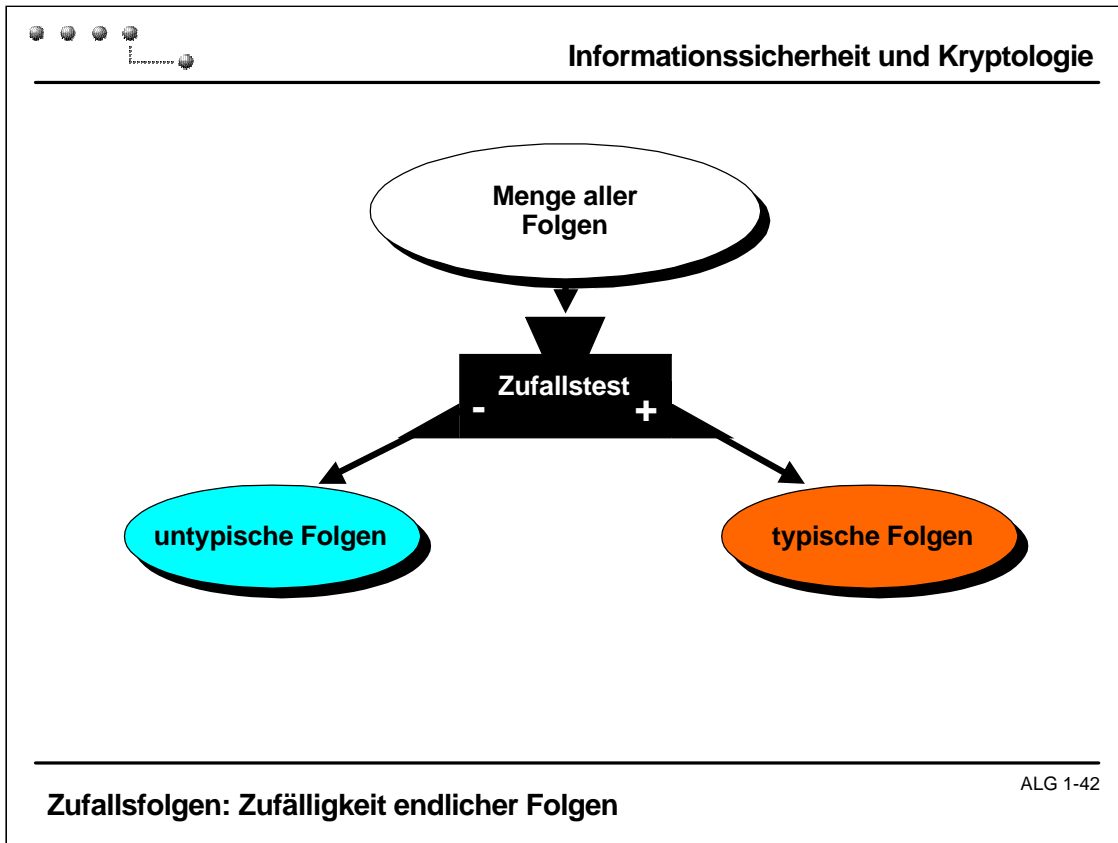 Informationssicherheit und Kryptologie
Menge aller
Folgen
Zufallstest
- +
untypische Folgen
typische Folgen
ALG 1-42
Zufallsfolgen: Zufälligkeit endlicher Folgen